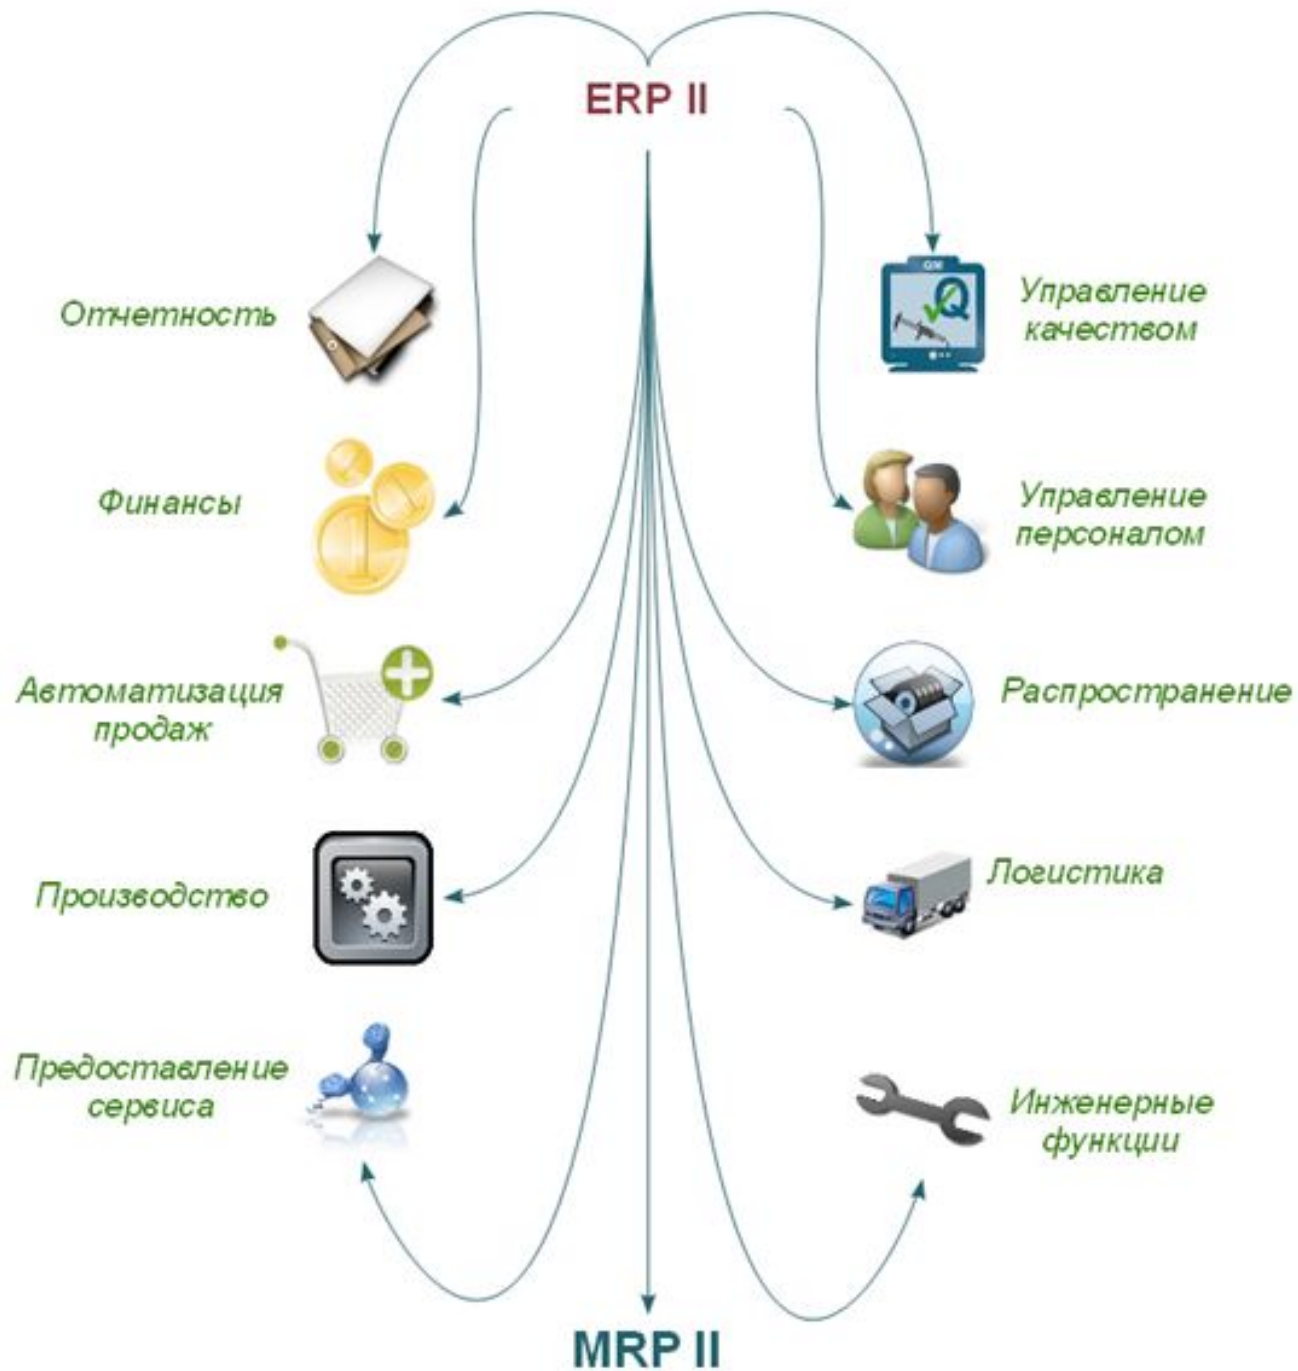 ERP II
Отчетность
QM
Q
Управление
качеством
Финансы
Управление
персоналом
Автоматизация
продаж
Распространение
Производство
Логистика
Предоставление
сервиса
Инженерные
функции
MRP II